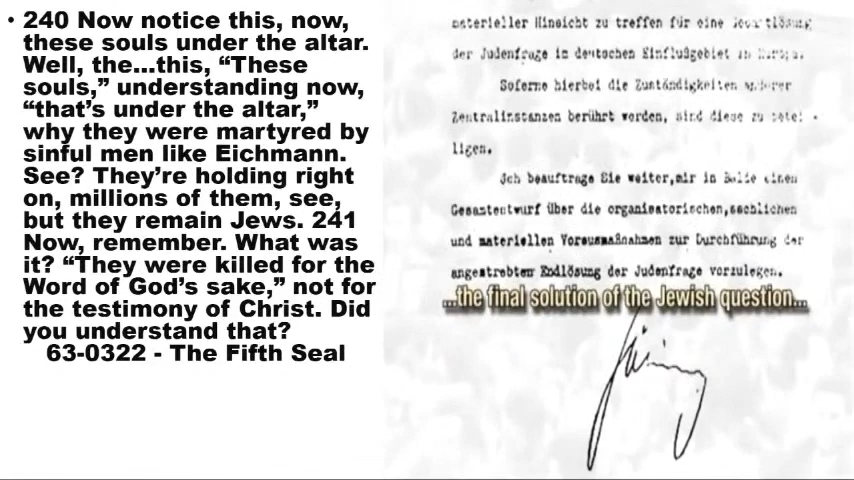 • 240 Now notice this, now,
these souls under the altar.
Well, the...this, “These
souls,” understanding now,
“that’s under the altar,”
why they were martyred by
sinful men like Eichmann.
See? They’re holding right
on, millions of them, see,
but they remain Jews. 241
Now, remember. What was
it? “They were killed for the
Word of God’s sake,” not for
the testimony of Christ. Did
you understand that?
63-0322 - The Fifth Seal
materieller Hinsicht zu treffen für eine
der Judenfrage im deutschen Einflußgebiet in Europa.
Soferne hierbei die Zuständigkeiten anderer
Zentralinstanzen berührt werden, sind diese zu betei -
ligen.
Ich beauftrage Sie weiter, mir in Bälde einen
Gesamtentwurf über die organisatorischen, sachlichen
und materiellen Vorausmaßnahmen zur Durchführung der
angestrebten Endlösung der Judenfrage vorzulegen.
...the final solution of the Jewish question...